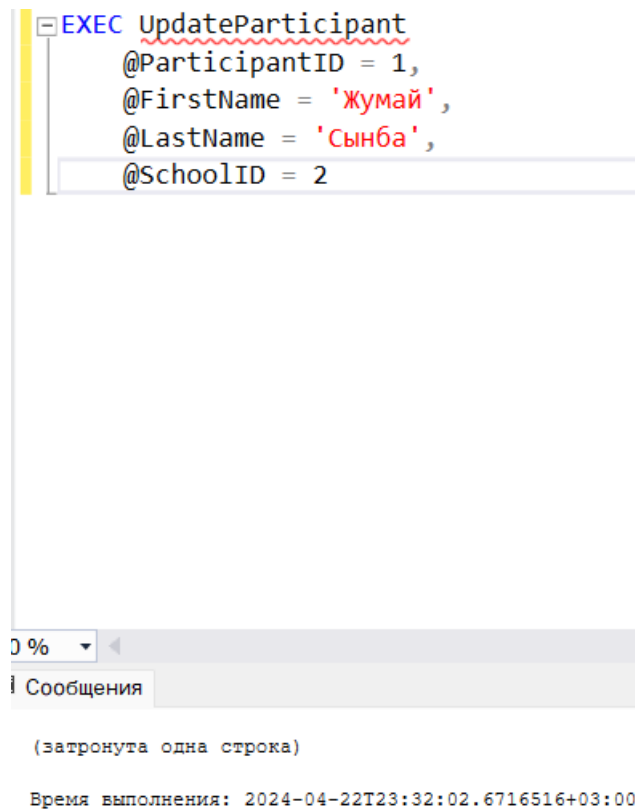 EXEC UpdateParticipant
@ParticipantID = 1,
@FirstName = 'Жумай',
@LastName = 'Сынба',
@SchoolID = 2
0 %
Сообщения
(затронута одна строка)
Время выполнения: 2024-04-22T23:32:02.6716516+03:00